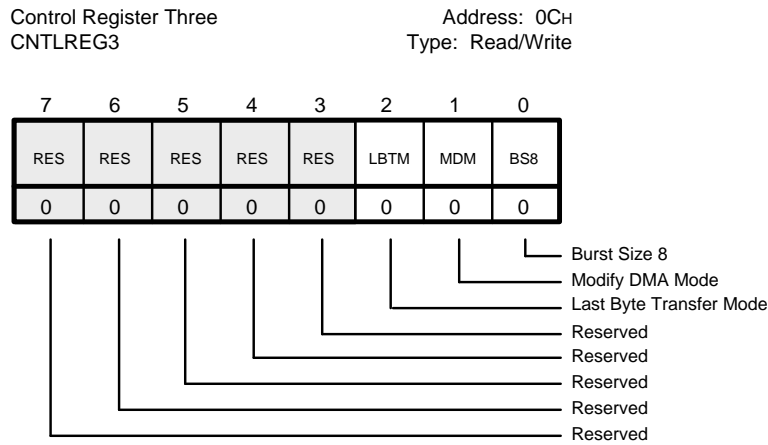 Control Register Three Address: 0CH
CNTLREG3 Type: Read/Write
7 6 5 4 3 2 1 0
RES RES RES RES RES LBTM MDM BS8
0 0 0 0 0 0 0 0
Burst Size 8
Modify DMA Mode
Last Byte Transfer Mode
Reserved
Reserved
Reserved
Reserved
Reserved